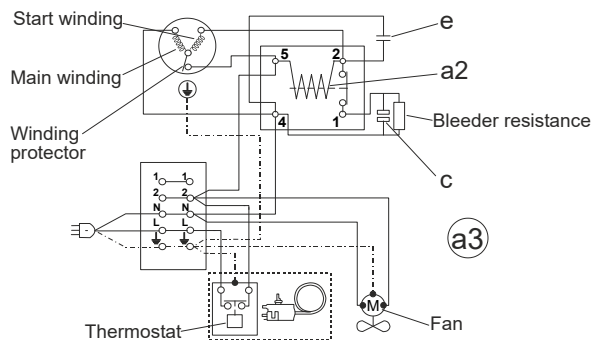 Start winding
e
5
2
a2
Main winding
Winding
protector
4
1
Bleeder resistance
c
1
1
2
2
N
N
L
L
a3
M
Thermostat
Fan